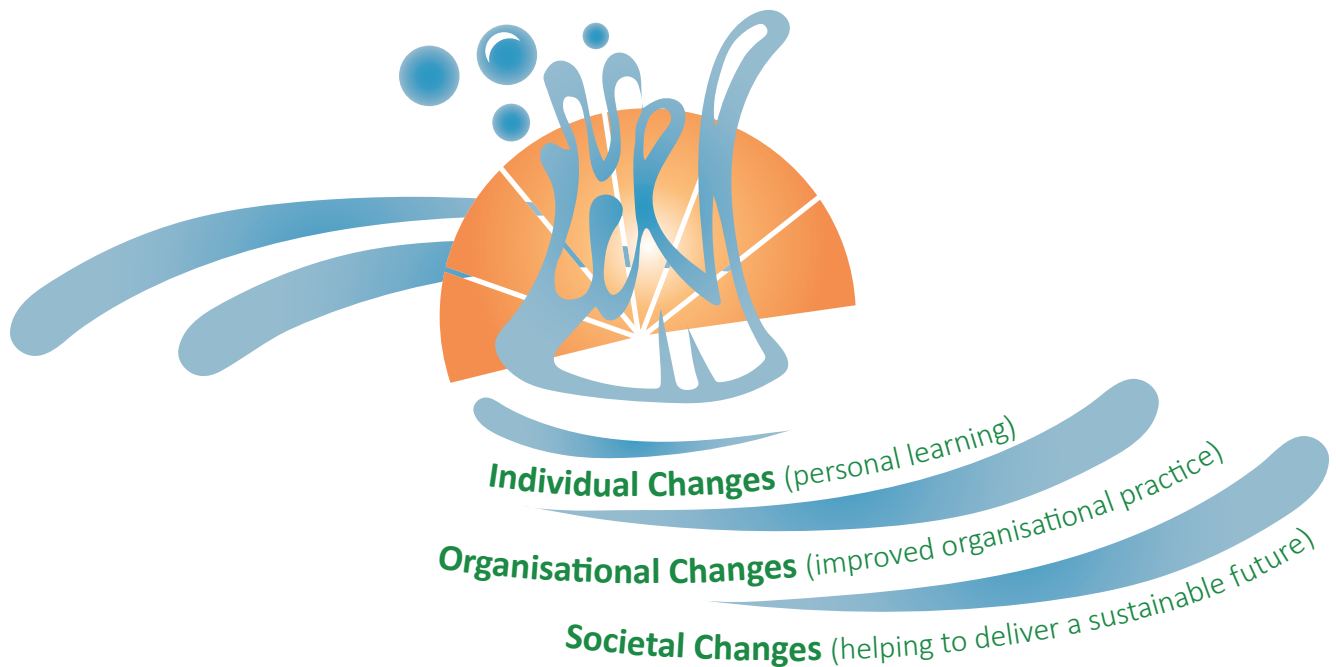 Individual Changes (personal learning)
Organisational Changes (improved organisational practice)
Societal Changes (helping to deliver a sustainable future)